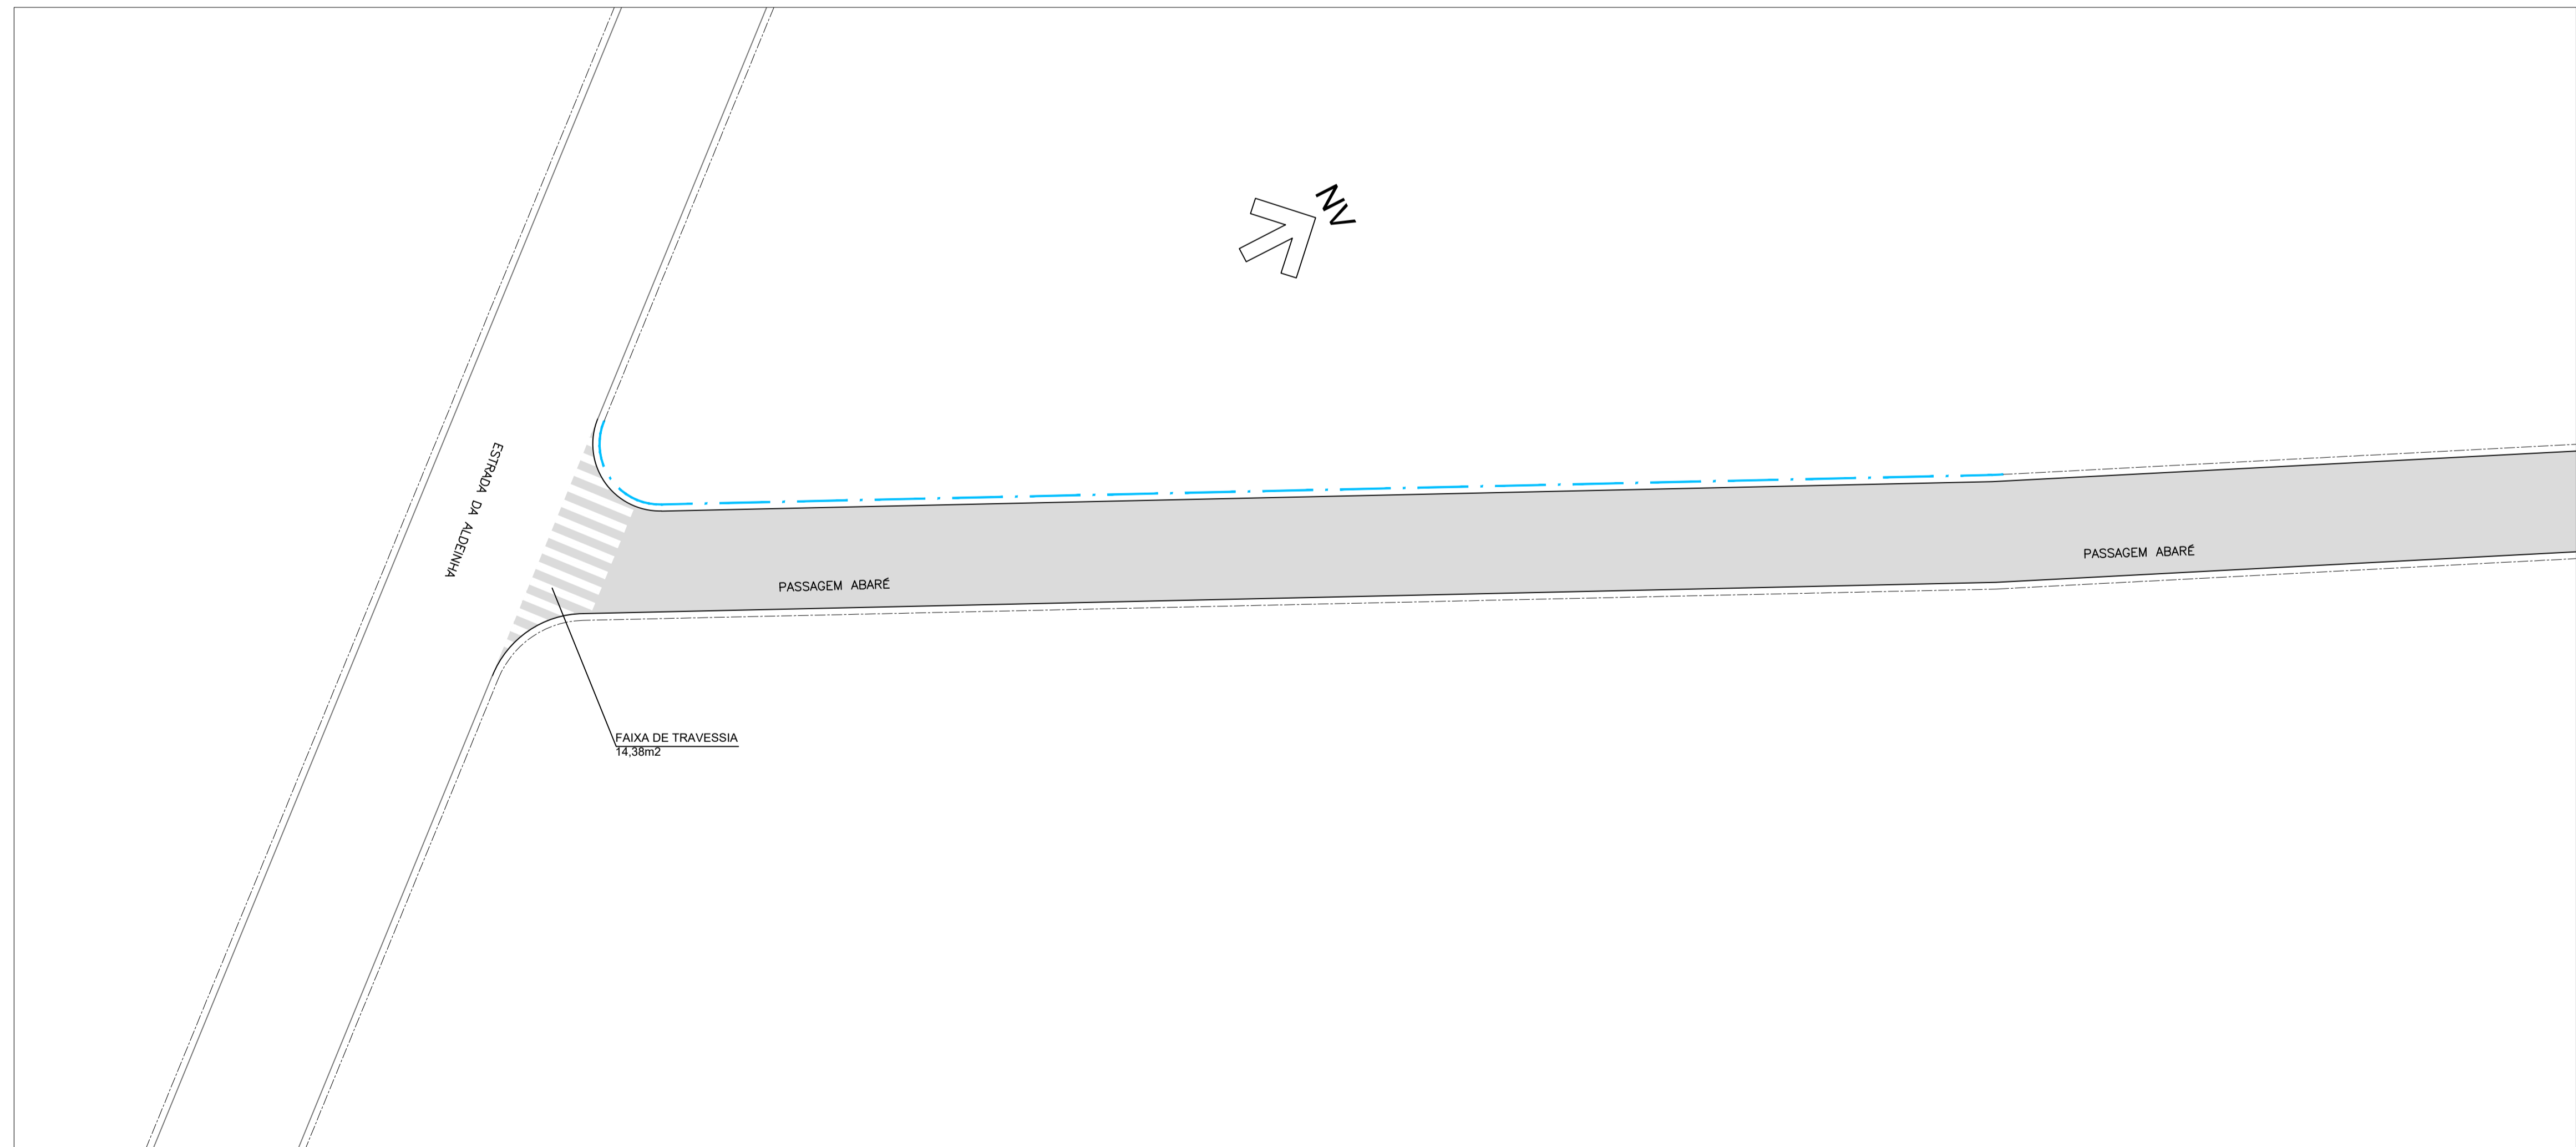 NV
ESTRADA DA ALDEINHA
PASSAGEM ABARÉ
PASSAGEM ABARÉ
FAIXA DE TRAVESSIA
14,38m2